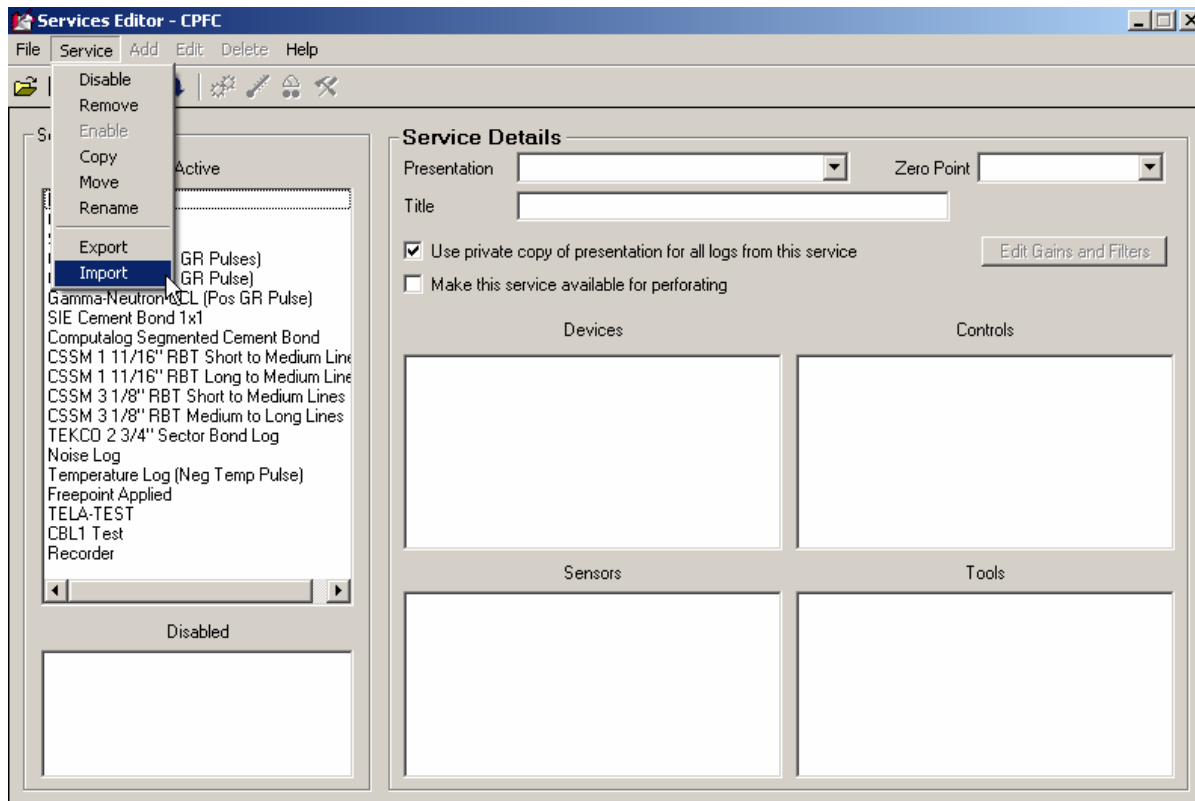 Services Editor - CPFC
File Service Add Edit Delete Help
Disable
Remove
Enable
Copy
Move
Rename
Export
Import
Active
GR Pulses)
GR Pulse)
Gamma-Neutron CCL (Pos GR Pulse)
SIE Cement Bond 1x1
Computalog Segmented Cement Bond
CSSM 1 11/16" RBT Short to Medium Line
CSSM 1 11/16" RBT Long to Medium Line
CSSM 3 1/8" RBT Short to Medium Lines
CSSM 3 1/8" RBT Medium to Long Lines
TEKCO 2 3/4" Sector Bond Log
Noise Log
Temperature Log (Neg Temp Pulse)
Freepoint Applied
TELA-TEST
CBL1 Test
Recorder
Disabled
Service Details
Presentation
Zero Point
Title
Use private copy of presentation for all logs from this service
Edit Gains and Filters
Make this service available for perforating
Devices
Controls
Sensors
Tools